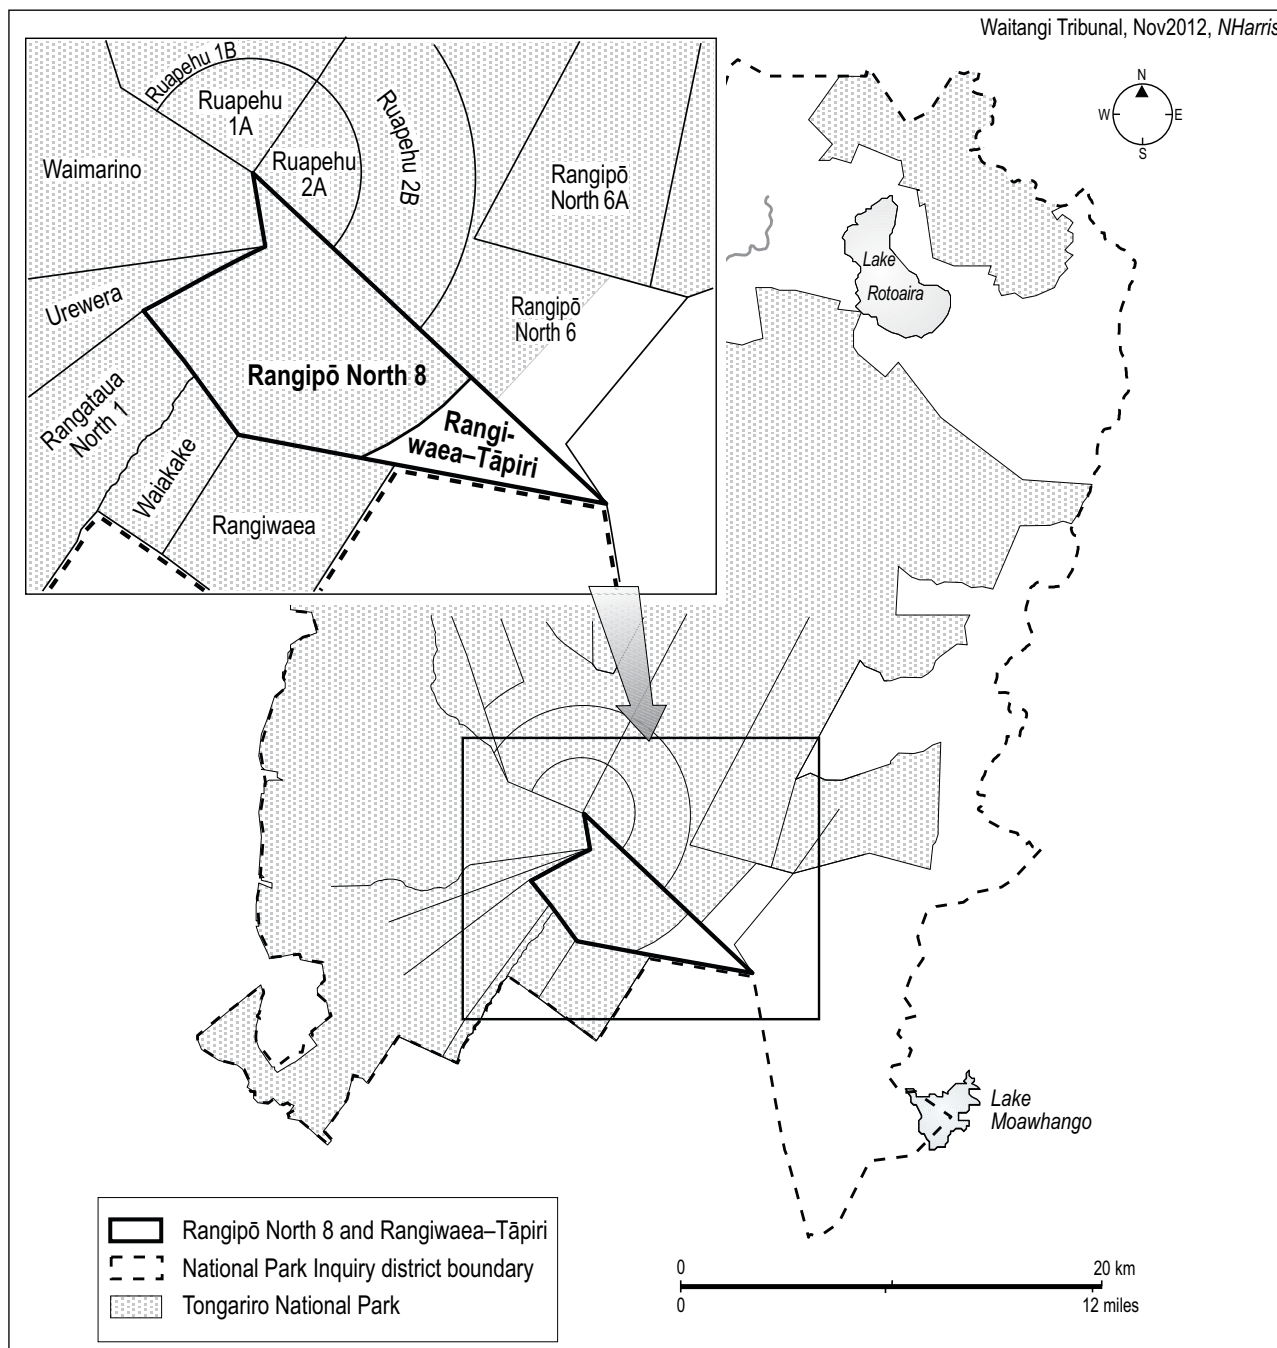 Waitangi Tribunal, Nov2012, NHarris
Ruapehu 1B
Ruapehu
1A
Ruapehu
2A
Ruapehu 2B
Waimarino
Rangipō
North 6A
Urewera
Rangipō
North 6
Rangipō North 8
Rangataua
North 1
Waiakake
Rangi-
waea–Tāpiri
Rangiwaea
N
W
E
S
Lake
Rotoaira
Lake
Moawhango
Rangipō North 8 and Rangiwaea–Tāpiri
National Park Inquiry district boundary
Tongariro National Park
0
20 km
0
12 miles